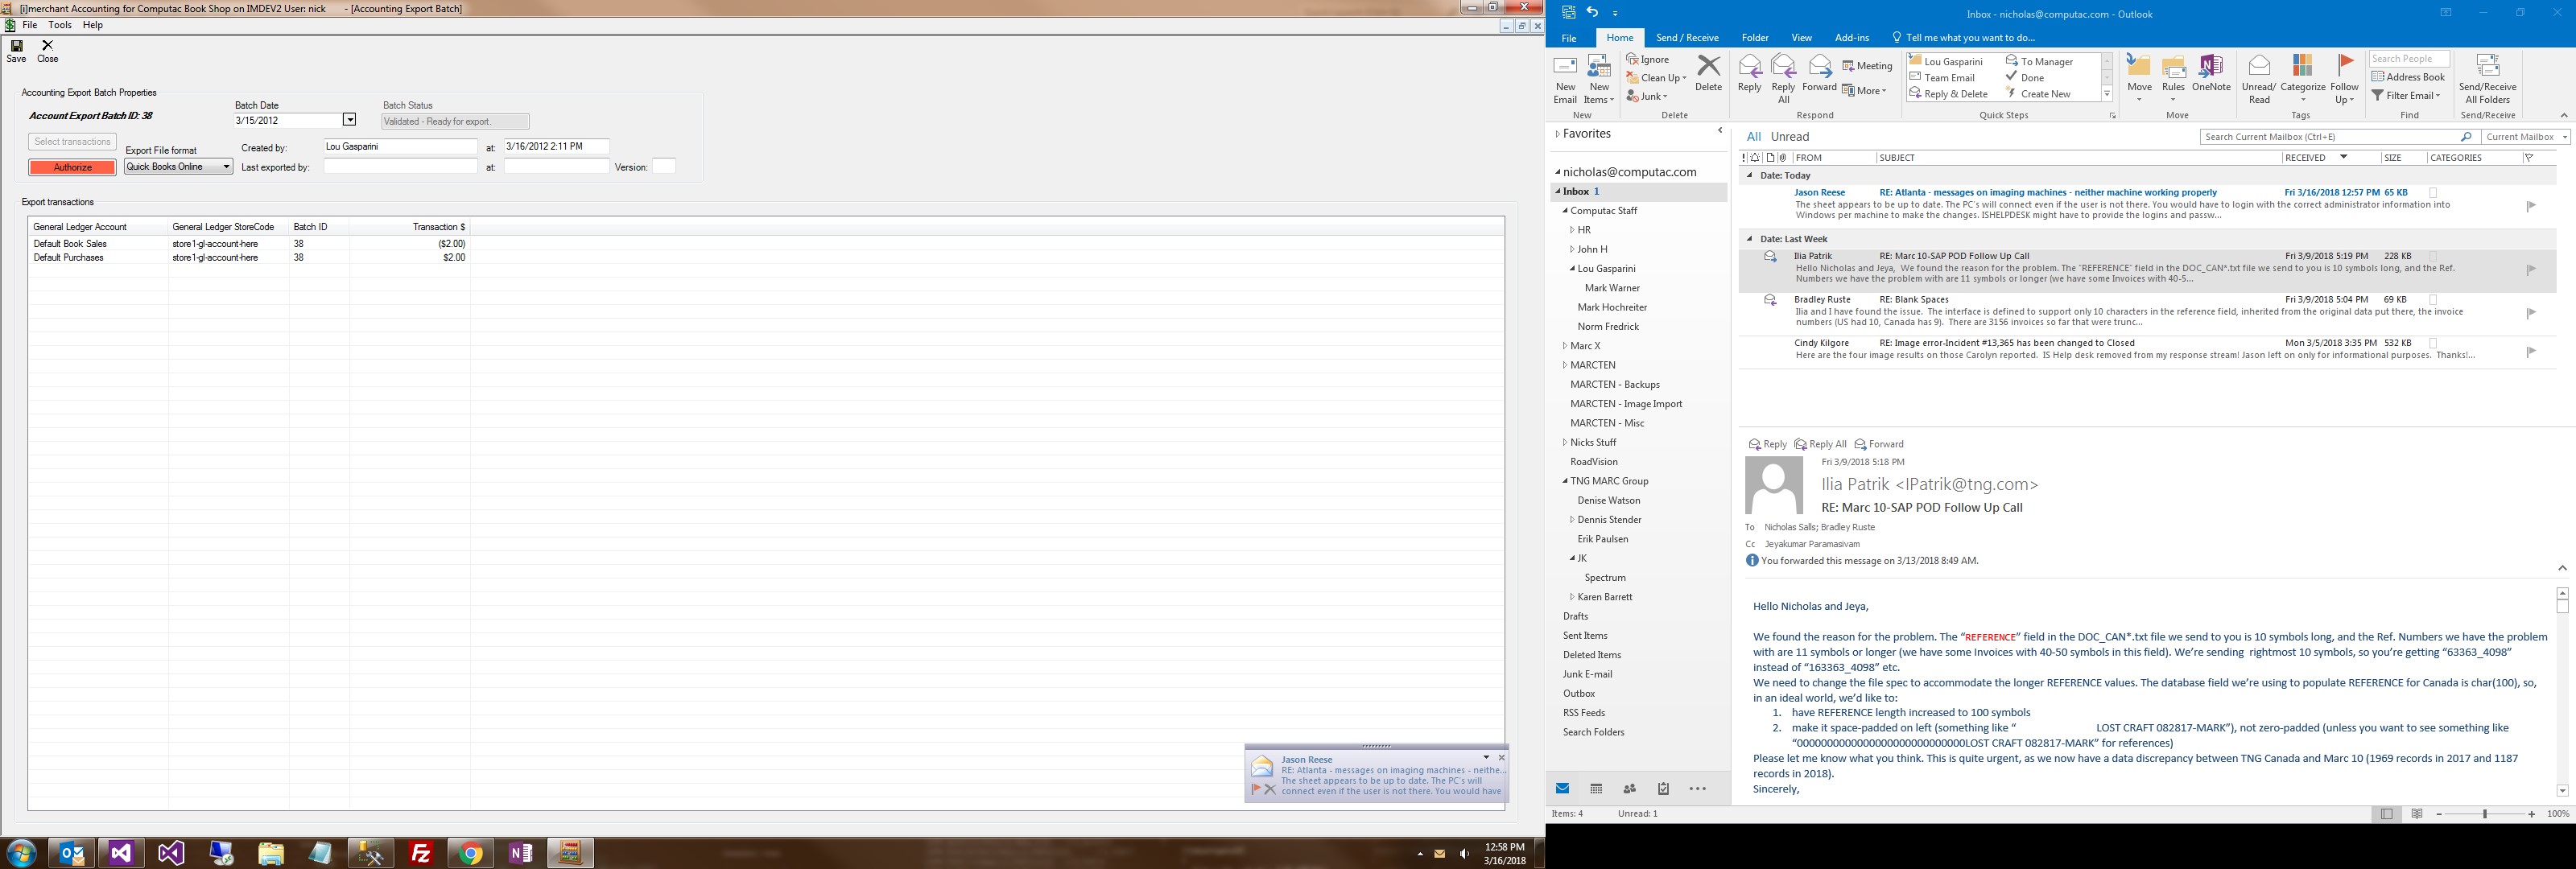 [i]merchant Accounting for Computac Book Shop on IMDEV2 User: nick - [Accounting Export Batch]
File Tools Help
Save Close
Accounting Export Batch Properties
Account Export Batch ID: 38
Batch Date
3/15/2012
Batch Status
Validated - Ready for export.
Select transactions
Export File format
Created by: Lou Gasparini at: 3/16/2012 2:11 PM
Authorize
Quick Books Online
Last exported by: at: Version:
Export transactions
General Ledger Account General Ledger StoreCode Batch ID Transaction $
Default Book Sales store1-gl-account-here 38 ($2.00)
Default Purchases store1-gl-account-here 38 $2.00
Jason Reese
RE: Atlanta - messages on imaging machines - neithe...
The sheet appears to be up to date. The PC's will
connect even if the user is not there. You would have
12:58 PM
3/16/2018
Inbox - nicholas@computac.com - Outlook
File Home Send / Receive Folder View Add-ins Tell me what you want to do...
New Email
New Items
New
Ignore
Clean Up
Junk
Delete
Delete
Reply
Reply All
Forward
Meeting
More
Respond
Lou Gasparini
Team Email
Reply & Delete
To Manager
Done
Create New
Quick Steps
Move
Rules
OneNote
Move
Unread/ Read
Categorize
Follow Up
Tags
Search People
Address Book
Filter Email
Find
Send/Receive All Folders
Send/Receive
Favorites
nicholas@computac.com
Inbox 1
Computac Staff
HR
John H
Lou Gasparini
Mark Warner
Mark Hochreiter
Norm Fredrick
Marc X
MARCTEN
MARCTEN - Backups
MARCTEN - Image Import
MARCTEN - Misc
Nicks Stuff
RoadVision
TNG MARC Group
Denise Watson
Dennis Stender
Erik Paulsen
JK
Spectrum
Karen Barrett
Drafts
Sent Items
Deleted Items
Junk E-mail
Outbox
RSS Feeds
Search Folders
Items: 4 Unread: 1
All Unread
Search Current Mailbox (Ctrl+E) Current Mailbox
FROM SUBJECT RECEIVED SIZE CATEGORIES
Date: Today
Jason Reese RE: Atlanta - messages on imaging machines - neither machine working properly Fri 3/16/2018 12:57 PM 65 KB
The sheet appears to be up to date. The PC's will connect even if the user is not there. You would have to login with the correct administrator information into
Windows per machine to make the changes. ISHELPDESK might have to provide the logins and passw...
Date: Last Week
Ilia Patrik RE: Marc 10-SAP POD Follow Up Call Fri 3/9/2018 5:19 PM 228 KB
Hello Nicholas and Jeya, We found the reason for the problem. The "REFERENCE" field in the DOC_CAN*.txt file we send to you is 10 symbols long, and the Ref.
Numbers we have the problem with are 11 symbols or longer (we have some Invoices with 40-5...
Bradley Ruste RE: Blank Spaces Fri 3/9/2018 5:04 PM 69 KB
Ilia and I have found the issue. The interface is defined to support only 10 characters in the reference field, inherited from the original data put there, the invoice
numbers (US had 10, Canada has 9). There are 3156 invoices so far that were trunc...
Cindy Kilgore RE: Image error-Incident #13,365 has been changed to Closed Mon 3/5/2018 3:35 PM 532 KB
Here are the four image results on those Carolyn reported. IS Help desk removed from my response stream! Jason left on only for informational purposes. Thanks!...
Reply Reply All Forward
Fri 3/9/2018 5:18 PM
Ilia Patrik <IPatrik@tng.com>
RE: Marc 10-SAP POD Follow Up Call
To Nicholas Salls; Bradley Ruste
Cc Jeyakumar Paramasivam
You forwarded this message on 3/13/2018 8:49 AM.
Hello Nicholas and Jeya,
We found the reason for the problem. The “REFERENCE” field in the DOC_CAN*.txt file we send to you is 10 symbols long, and the Ref. Numbers we have the problem
with are 11 symbols or longer (we have some Invoices with 40-50 symbols in this field). We’re sending rightmost 10 symbols, so you’re getting “63363_4098”
instead of “163363_4098” etc.
We need to change the file spec to accommodate the longer REFERENCE values. The database field we’re using to populate REFERENCE for Canada is char(100), so,
in an ideal world, we’d like to:
1. have REFERENCE length increased to 100 symbols
2. make it space-padded on left (something like “ LOST CRAFT 082817-MARK”), not zero-padded (unless you want to see something like
“0000000000000000000000000000LOST CRAFT 082817-MARK” for references)
Please let me know what you think. This is quite urgent, as we now have a data discrepancy between TNG Canada and Marc 10 (1969 records in 2017 and 1187
records in 2018).
Sincerely,
100%